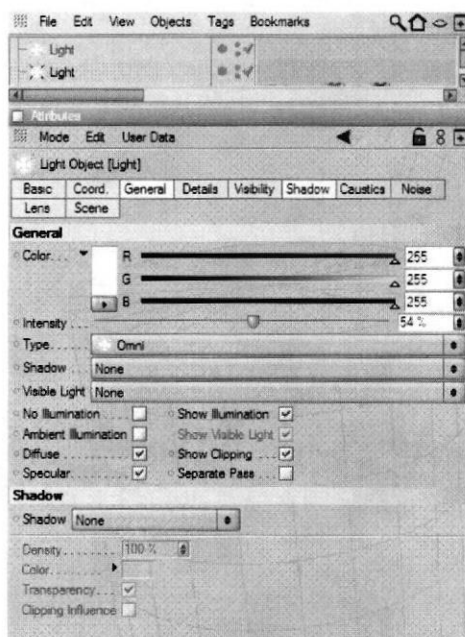 File Edit View Objects Tags Bookmarks
Light
Light
Attributes
Mode Edit User Data
Light Object [Light]
Basic Coord. General Details Visibility Shadow Caustics Noise
Lens Scene
General
Color... R 255
G 255
B 255
Intensity... 54 %
Type...... Omni
Shadow... None
Visible Light None
No Illumination.... Show Illumination
Ambient Illumination Show Visible Light
Diffuse........ Show Clipping..
Specular....... Separate Pass...
Shadow
Shadow None
Density........ 100 %
Color........
Transparency...
Clipping Influence